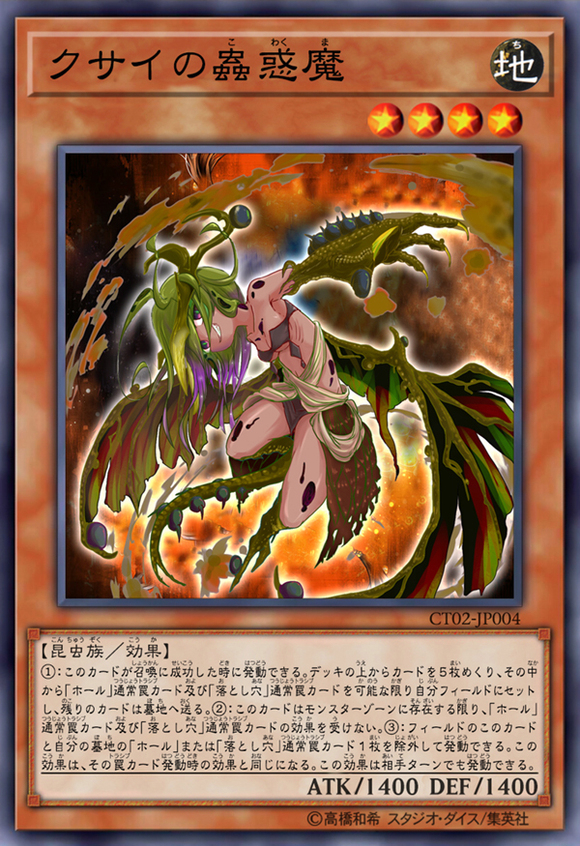 クサイの蟲惑魔
地
CT02-JP004
【昆虫族／効果】
①：このカードが召喚に成功した時に発動できる。デッキの上からカードを５枚めくり、その中
から「ホール」通常罠カード及び「落とし穴」通常罠カードを可能な限り自分フィールドにセット
し、残りのカードは墓地へ送る。②：このカードはモンスターゾーンに存在する限り、「ホール」
通常罠カード及び「落とし穴」通常罠カードの効果を受けない。③：フィールドのこのカード
と自分の墓地の「ホール」または「落とし穴」通常罠カード１枚を除外して発動できる。この
効果は、その罠カード発動時の効果と同じになる。この効果は相手ターンでも発動できる。
ATK/1400 DEF/1400
©高橋和希 スタジオ・ダイス/集英社